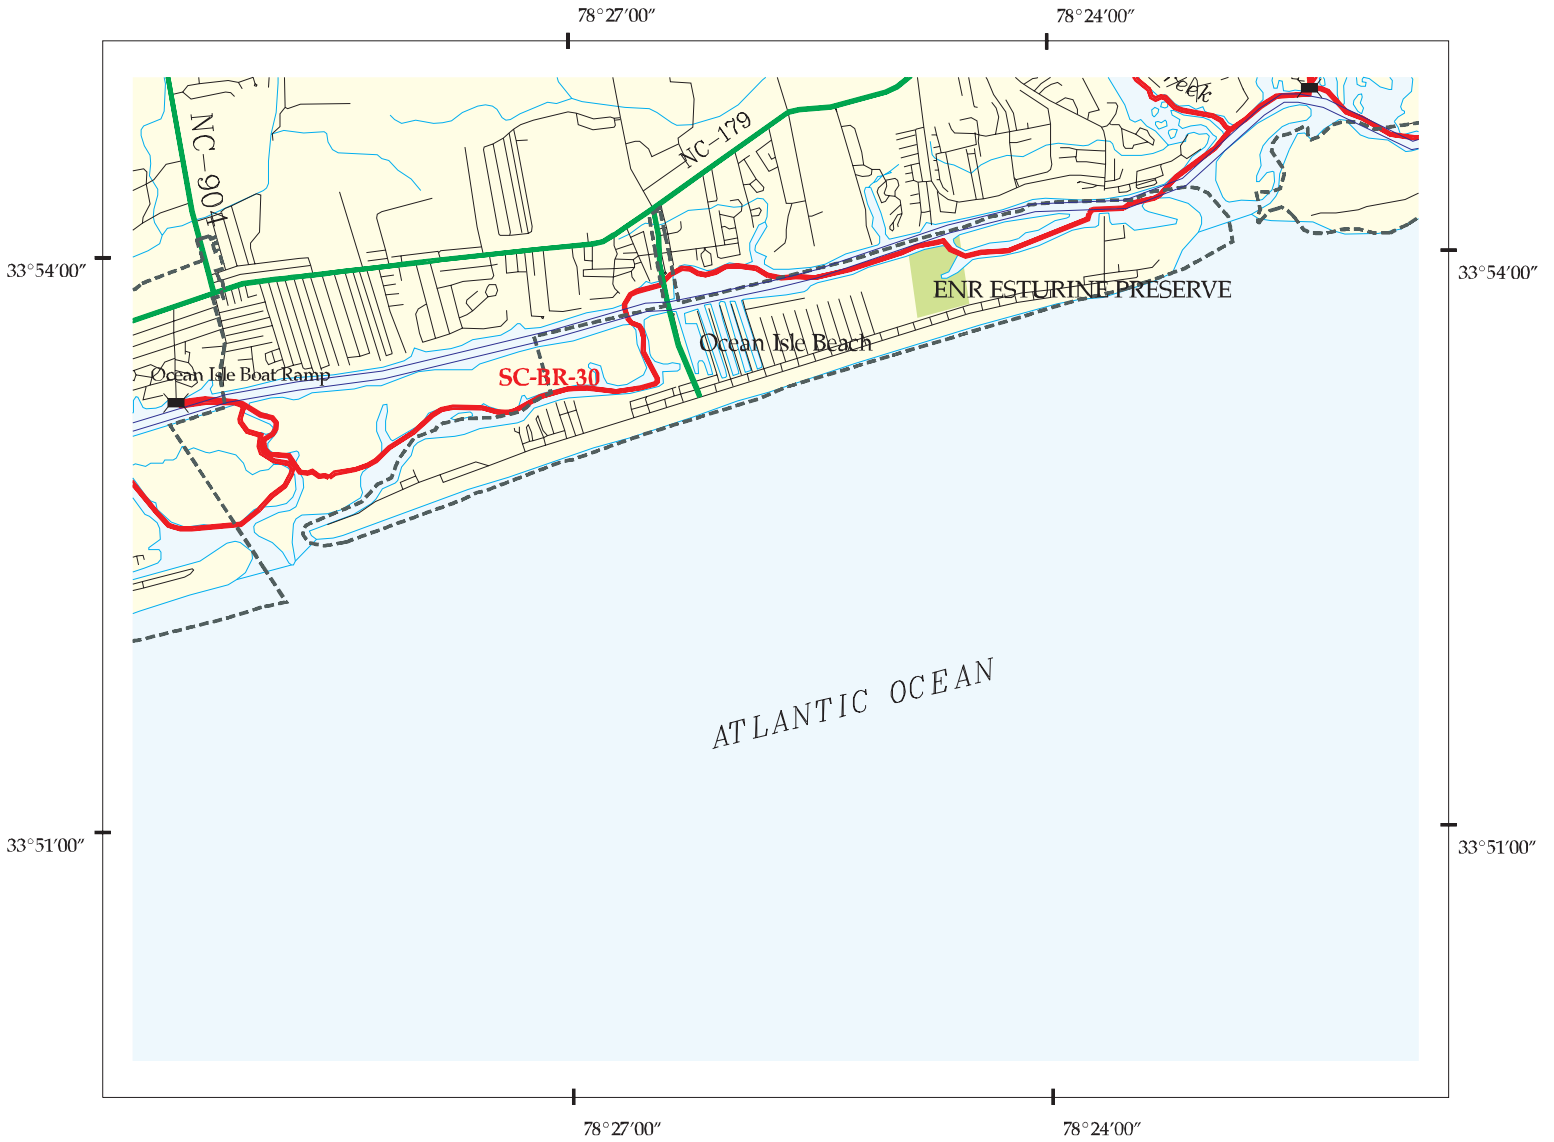 78°27'00"
78°24'00"
NC-904
NC-179
33°54'00"
33°54'00"
ENR ESTURINE PRESERVE
Ocean Isle Beach
Ocean Isle Boat Ramp
SC-BR-30
ATLANTIC OCEAN
33°51'00"
33°51'00"
78°27'00"
78°24'00"